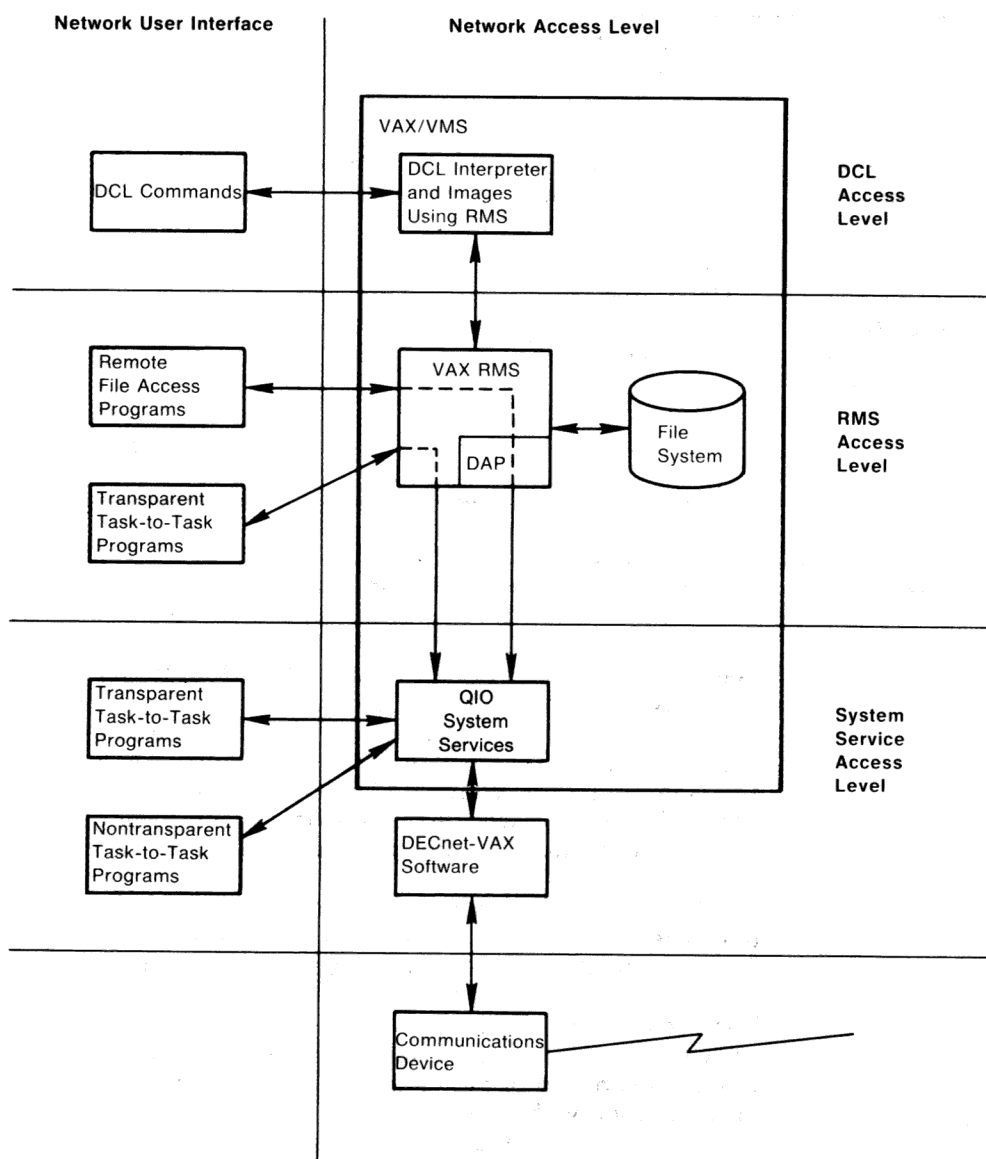 Network User Interface
Network Access Level
VAX/VMS
DCL Commands
DCL Interpreter
and Images
Using RMS
DCL
Access
Level
Remote
File Access
Programs
VAX RMS
DAP
File
System
RMS
Access
Level
Transparent
Task-to-Task
Programs
Transparent
Task-to-Task
Programs
QIO
System
Services
System
Service
Access
Level
Nontransparent
Task-to-Task
Programs
DECnet-VAX
Software
Communications
Device